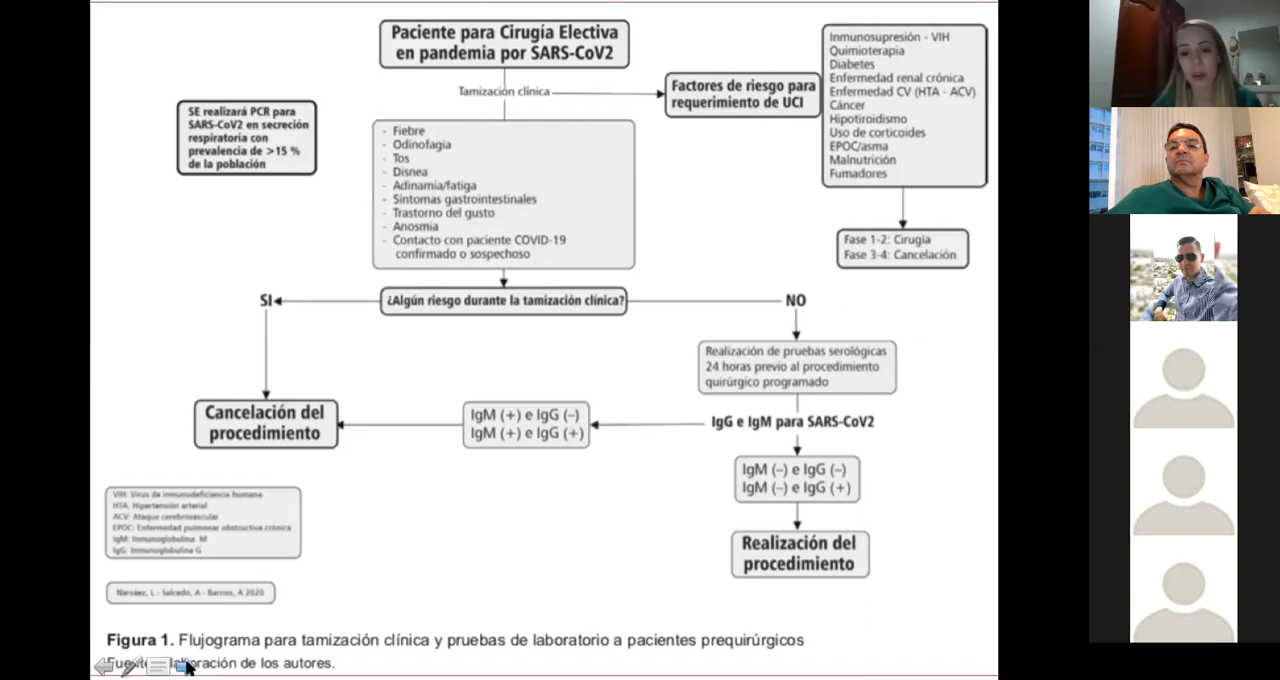 Paciente para Cirugía Electiva
en pandemia por SARS-CoV2
Tamización clínica
Factores de riesgo para
requerimiento de UCI
Inmunosupresión - VIH
Quimioterapia
Diabetes
Enfermedad renal crónica
Enfermedad CV (HTA - ACV)
Cáncer
Hipotiroidismo
Uso de corticoides
EPOC/asma
Malnutrición
Fumadores
Fase 1-2: Cirugía
Fase 3-4: Cancelación
SE realizará PCR para
SARS-CoV2 en secreción
respiratoria con
prevalencia de >15 %
de la población
- Fiebre
- Odinofagia
- Tos
- Disnea
- Adinamia/fatiga
- Síntomas gastrointestinales
- Trastorno del gusto
- Anosmia
- Contacto con paciente COVID-19
confirmado o sospechoso
SI
¿Algún riesgo durante la tamización clínica?
NO
Realización de pruebas serológicas
24 horas previo al procedimiento
quirúrgico programado
Cancelación del
procedimiento
IgM (+) e IgG (–)
IgM (+) e IgG (+)
IgG e IgM para SARS-CoV2
IgM (–) e IgG (–)
IgM (–) e IgG (+)
Realización del
procedimiento
VIH: Virus de inmunodeficiencia humana
HTA: Hipertensión arterial
ACV: Ataque cerebrovascular
EPOC: Enfermedad pulmonar obstructiva crónica
IgM: Inmunoglobulina M
IgG: Inmunoglobulina G
Narváez, L - Salcedo, A - Barrios, A 2020
Figura 1. Flujograma para tamización clínica y pruebas de laboratorio a pacientes prequirúrgicos
de los autores.